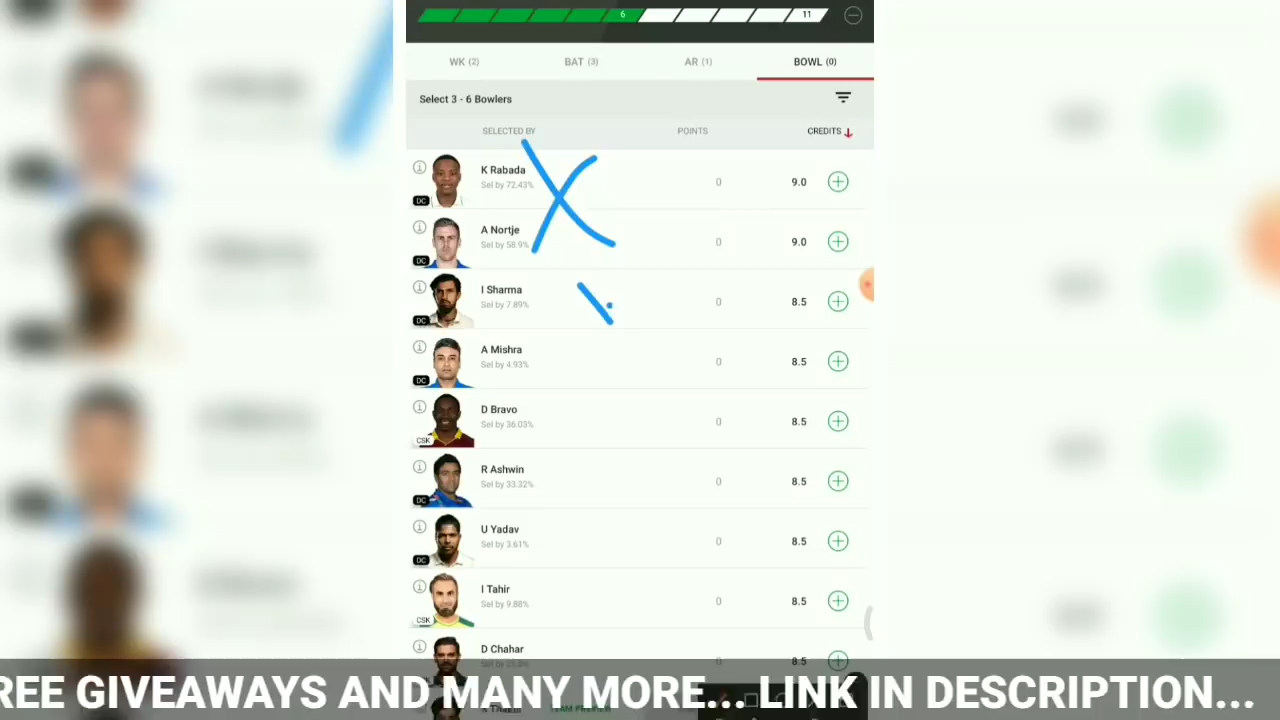 6 11
WK (2) BAT (3) AR (1) BOWL (0)
Select 3 - 6 Bowlers
SELECTED BY POINTS CREDITS
K Rabada
Sel by 72.43% 0 9.0
DC
A Nortje
Sel by 58.9% 0 9.0
DC
I Sharma
Sel by 7.89% 0 8.5
DC
A Mishra
Sel by 4.93% 0 8.5
DC
D Bravo
Sel by 36.03% 0 8.5
CSK
R Ashwin
Sel by 33.32% 0 8.5
DC
U Yadav
Sel by 3.61% 0 8.5
DC
I Tahir
Sel by 9.88% 0 8.5
CSK
D Chahar
8.5
REE GIVEAWAYS AND MANY MORE... LINK IN DESCRIPTION...
TEAM PREVIEW